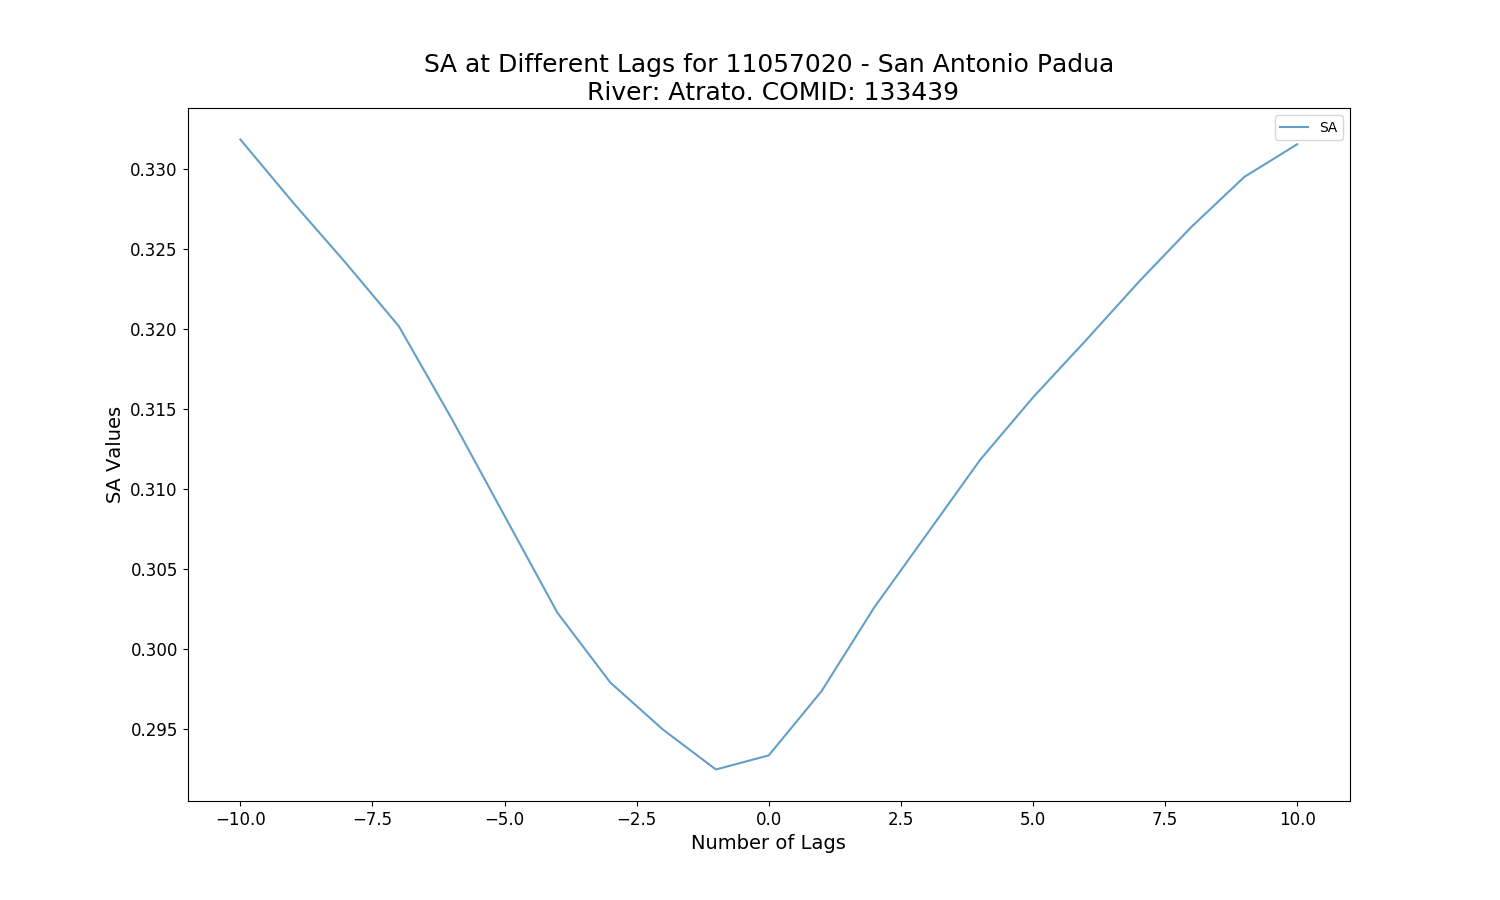 SA at Different Lags for 11057020 - San Antonio Padua
River: Atrato. COMID: 133439
SA
0.330
0.325
0.320
0.315
0.310
0.305
0.300
0.295
SA Values
−10.0 −7.5 −5.0 −2.5 0.0 2.5 5.0 7.5 10.0
Number of Lags